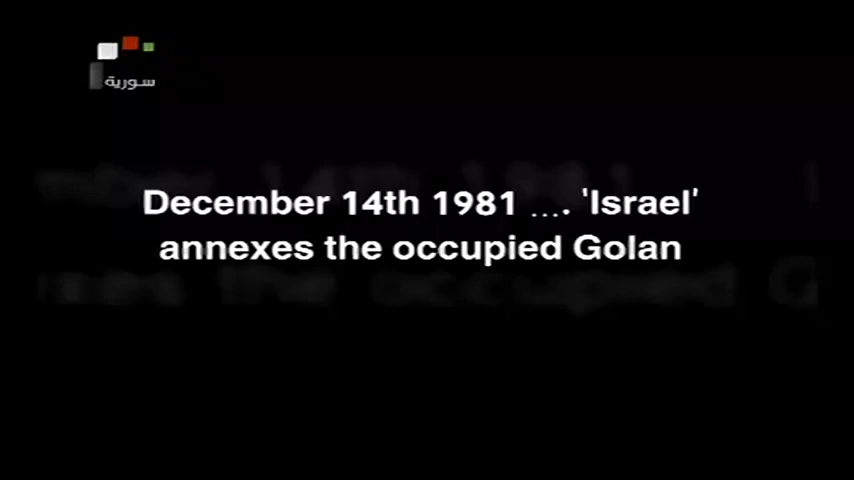 سورية
December 14th 1981 .... 'Israel'
annexes the occupied Golan